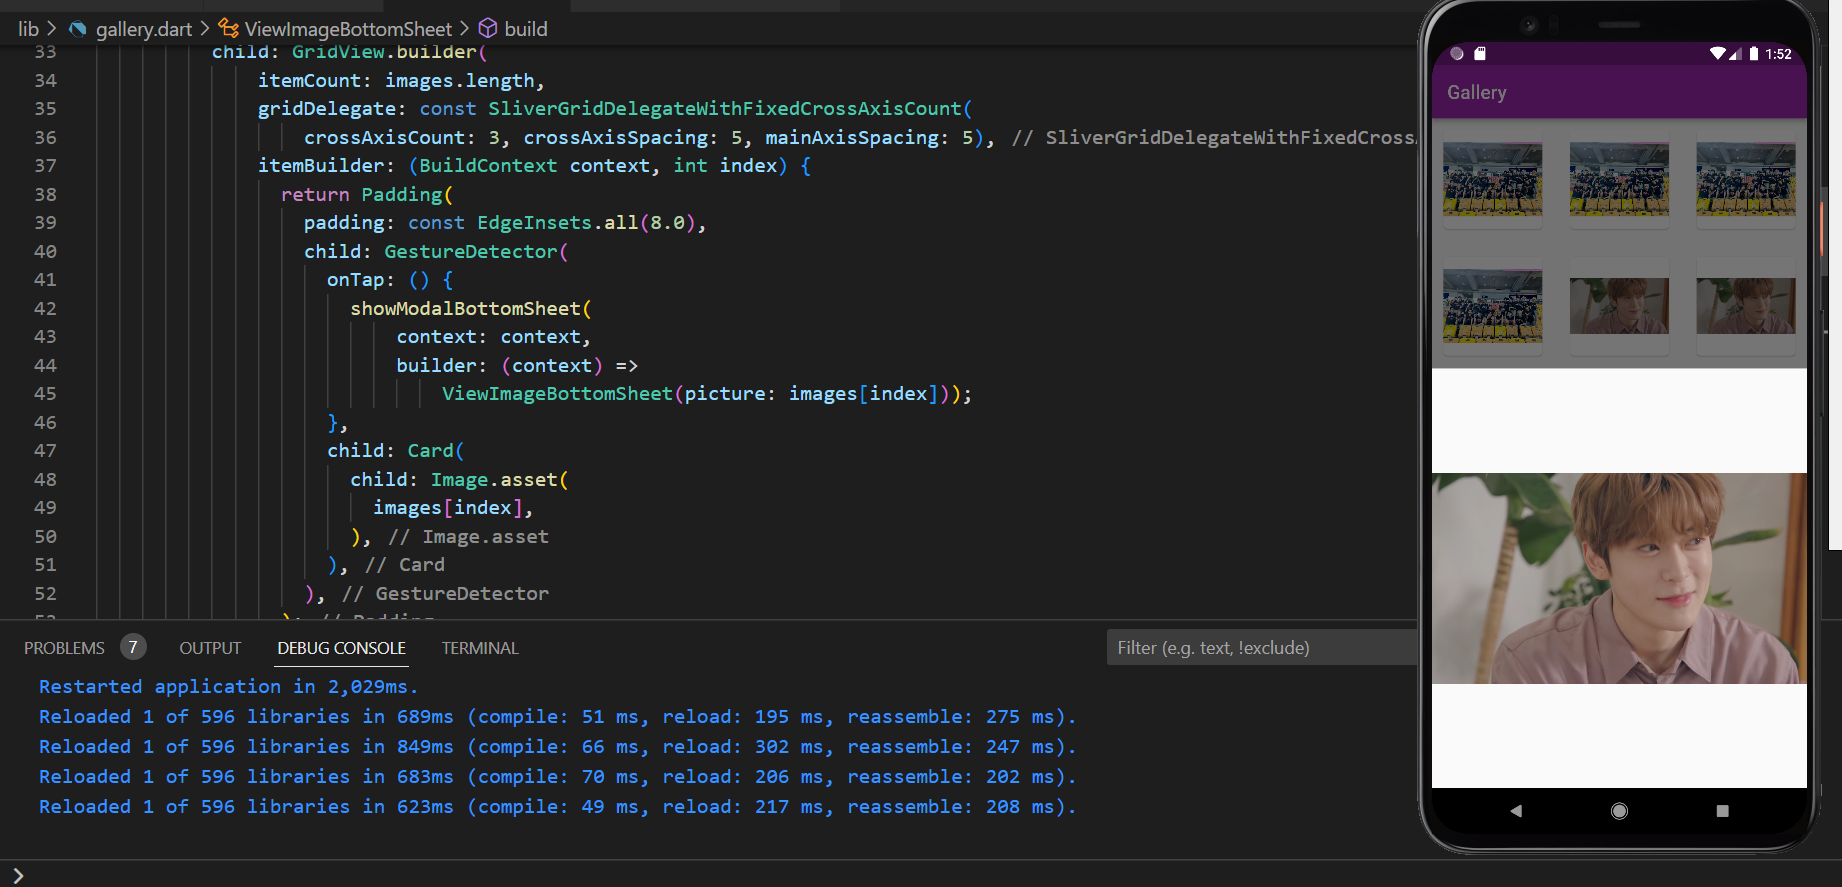 lib > gallery.dart > ViewImageBottomSheet > build
33 child: GridView.builder(
34 itemCount: images.length,
35 gridDelegate: const SliverGridDelegateWithFixedCrossAxisCount(
36 crossAxisCount: 3, crossAxisSpacing: 5, mainAxisSpacing: 5), // SliverGridDelegateWithFixedCross
37 itemBuilder: (BuildContext context, int index) {
38 return Padding(
39 padding: const EdgeInsets.all(8.0),
40 child: GestureDetector(
41 onTap: () {
42 showModalBottomSheet(
43 context: context,
44 builder: (context) =>
45 ViewImageBottomSheet(picture: images[index]));
46 },
47 child: Card(
48 child: Image.asset(
49 images[index],
50 ), // Image.asset
51 ), // Card
52 ), // GestureDetector
53 ); // Padding
PROBLEMS 7 OUTPUT DEBUG CONSOLE TERMINAL Filter (e.g. text, !exclude)
Restarted application in 2,029ms.
Reloaded 1 of 596 libraries in 689ms (compile: 51 ms, reload: 195 ms, reassemble: 275 ms).
Reloaded 1 of 596 libraries in 849ms (compile: 66 ms, reload: 302 ms, reassemble: 247 ms).
Reloaded 1 of 596 libraries in 683ms (compile: 70 ms, reload: 206 ms, reassemble: 202 ms).
Reloaded 1 of 596 libraries in 623ms (compile: 49 ms, reload: 217 ms, reassemble: 208 ms).
>
1:52
Gallery